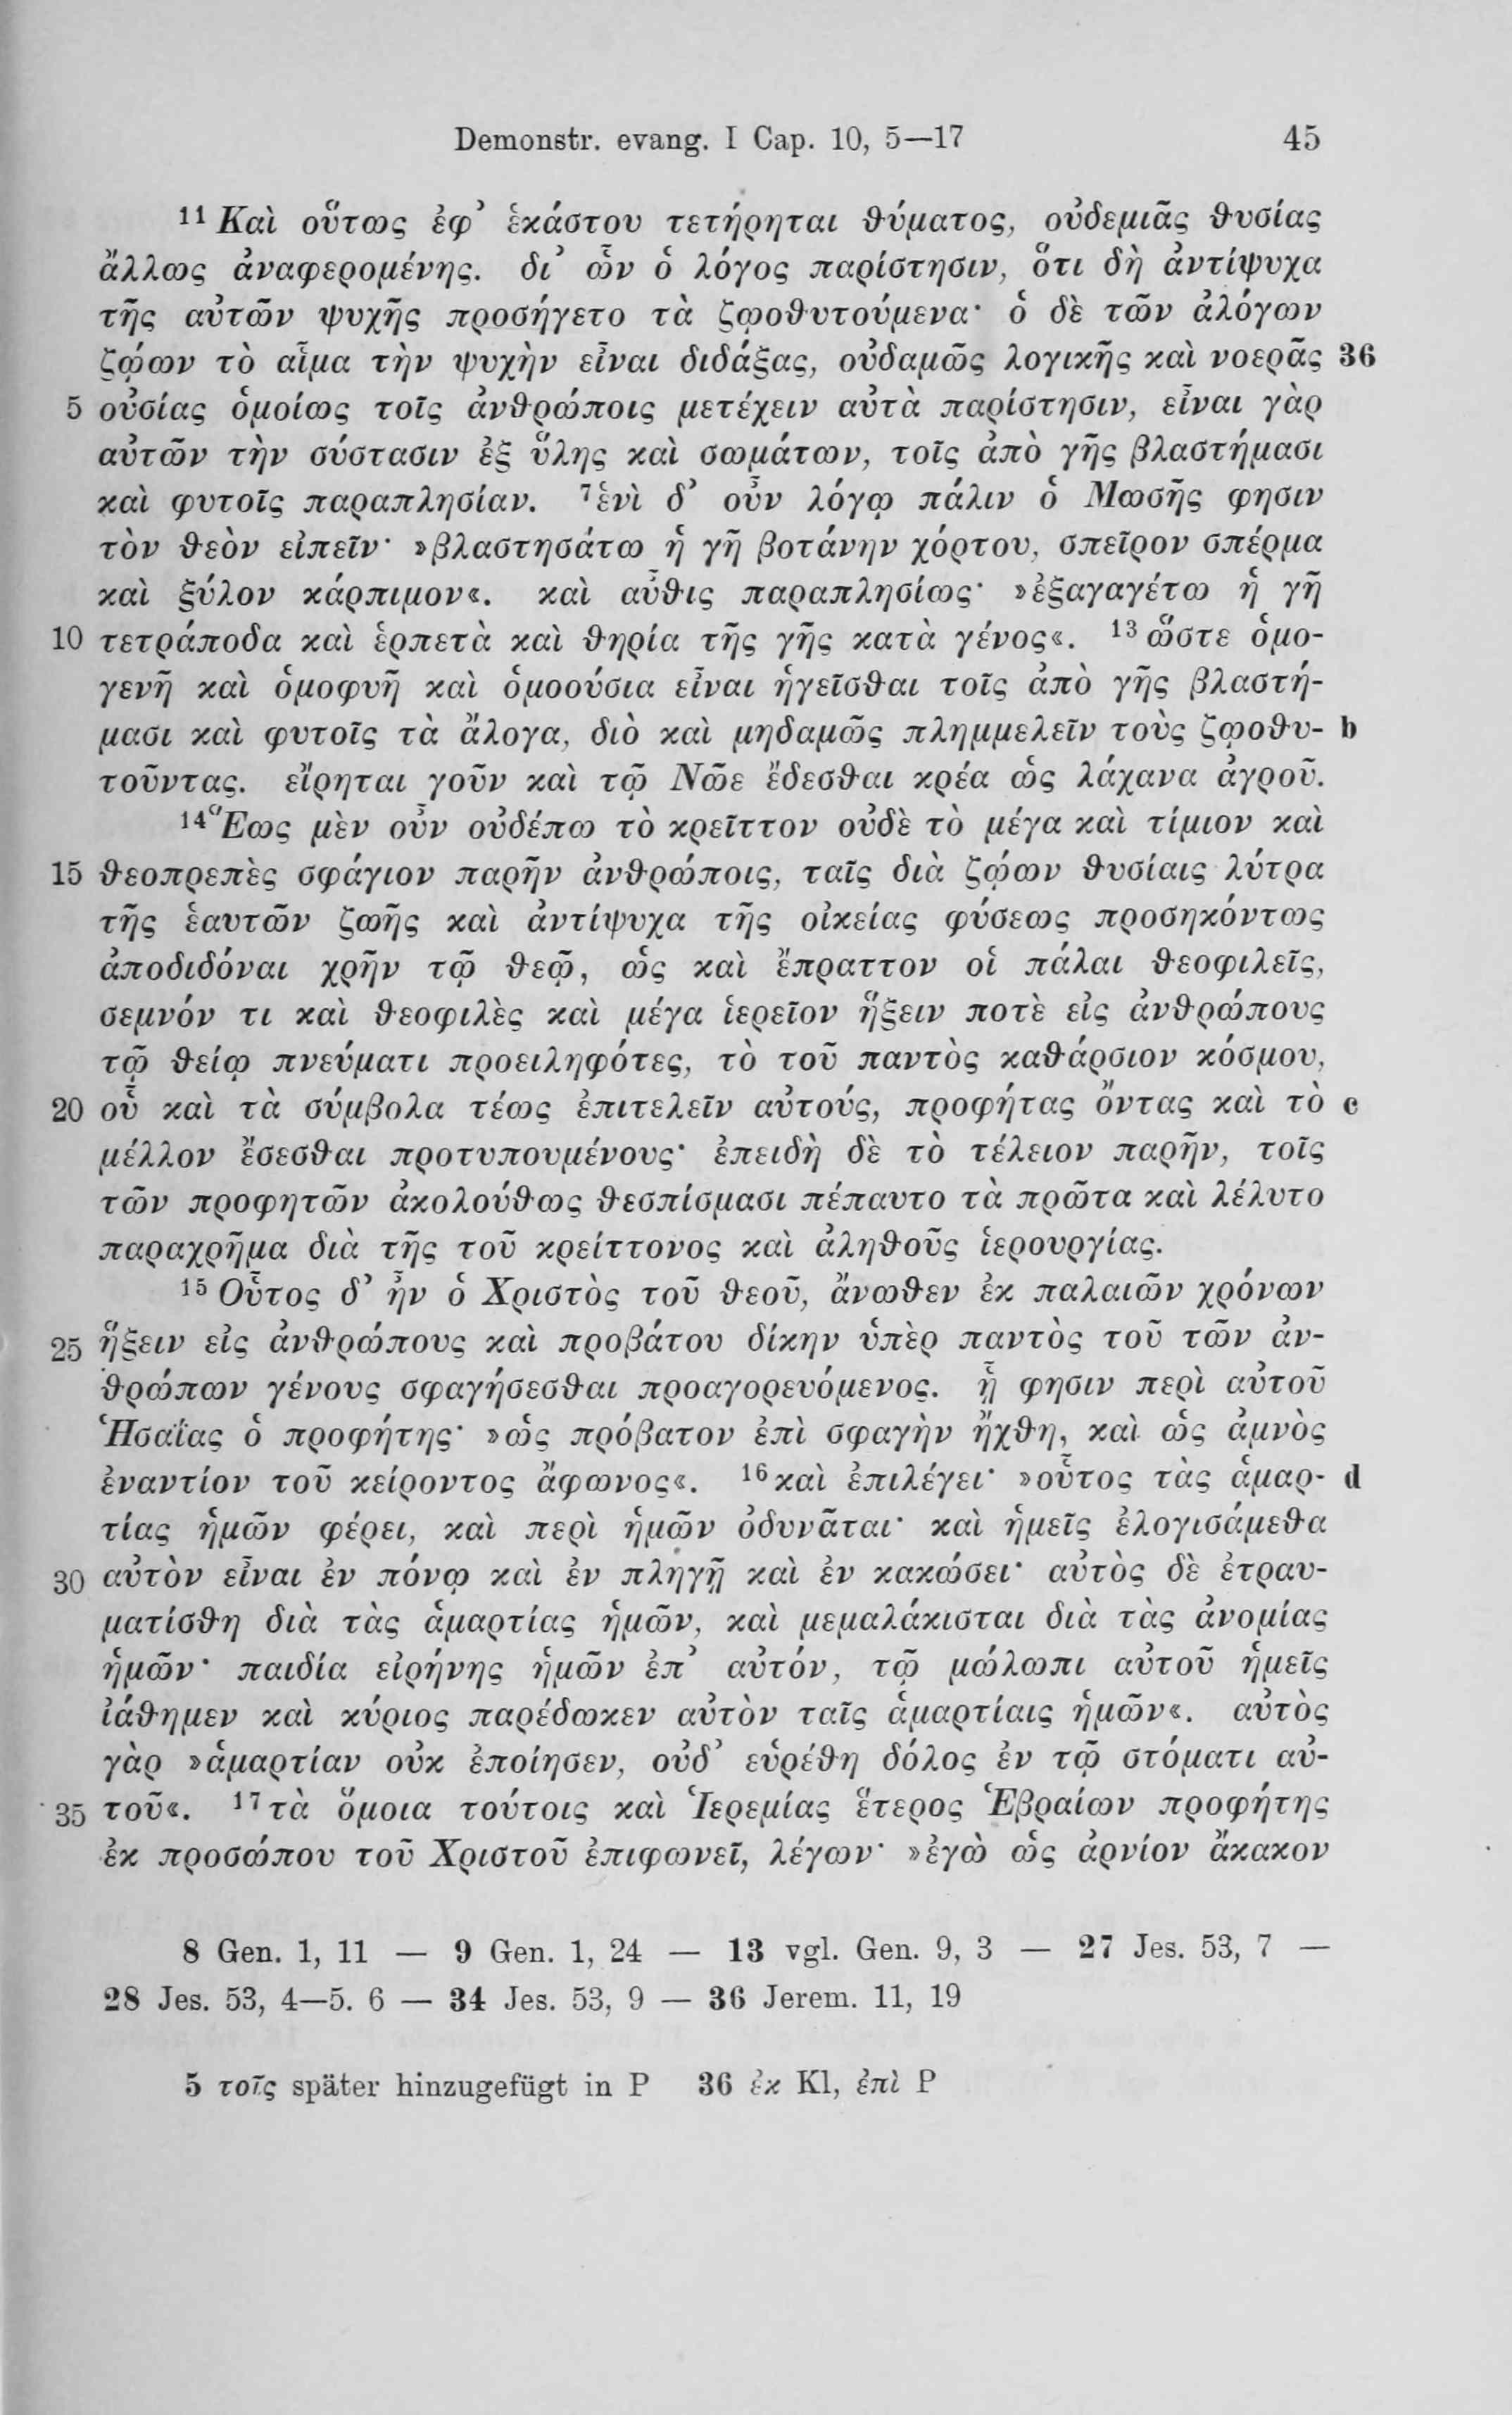 Demonstr. evang. I Cap. 10, 5—17 45
¹¹ Καὶ οὕτως ἐφ᾽ ἑκάστου τετήρηται θύματος, οὐδεμιᾶς θυσίας
ἄλλως ἀναφερομένης. δι᾽ ὧν ὁ λόγος παρίστησιν, ὅτι δὴ ἀντίψυχα
τῆς αὐτῶν ψυχῆς προσήγετο τὰ ζῳοθυτούμενα· ὁ δὲ τῶν ἀλόγων
ζῴων τὸ αἷμα τὴν ψυχὴν εἶναι διδάξας, οὐδαμῶς λογικῆς καὶ νοερᾶς 36
5 οὐσίας ὁμοίως τοῖς ἀνθρώποις μετέχειν αὐτὰ παρίστησιν, εἶναι γὰρ
αὐτῶν τὴν σύστασιν ἐξ ὕλης καὶ σωμάτων, τοῖς ἀπὸ γῆς βλαστήμασι
καὶ φυτοῖς παραπλησίαν. ⁷ἑνὶ δ᾽ οὖν λόγῳ πάλιν ὁ Μωσῆς φησιν
τὸν θεὸν εἰπεῖν· »βλαστησάτω ἡ γῆ βοτάνην χόρτου, σπεῖρον σπέρμα
καὶ ξύλον κάρπιμον«. καὶ αὖθις παραπλησίως· »ἐξαγαγέτω ἡ γῆ
10 τετράποδα καὶ ἑρπετὰ καὶ θηρία τῆς γῆς κατὰ γένος«. ¹³ ὥστε ὁμο-
γενῆ καὶ ὁμοφυῆ καὶ ὁμοούσια εἶναι ἡγεῖσθαι τοῖς ἀπὸ γῆς βλαστή-
μασι καὶ φυτοῖς τὰ ἄλογα, διὸ καὶ μηδαμῶς πλημμελεῖν τοὺς ζῳοθυ- b
τοῦντας. εἴρηται γοῦν καὶ τῷ Νῶε ἔδεσθαι κρέα ὡς λάχανα ἀγροῦ.
¹⁴ Ἕως μὲν οὖν οὐδέπω τὸ κρεῖττον οὐδὲ τὸ μέγα καὶ τίμιον καὶ
15 θεοπρεπὲς σφάγιον παρῆν ἀνθρώποις, ταῖς διὰ ζῴων θυσίαις λύτρα
τῆς ἑαυτῶν ζωῆς καὶ ἀντίψυχα τῆς οἰκείας φύσεως προσηκόντως
ἀποδιδόναι χρῆν τῷ θεῷ, ὡς καὶ ἔπραττον οἱ πάλαι θεοφιλεῖς,
σεμνόν τι καὶ θεοφιλὲς καὶ μέγα ἱερεῖον ἥξειν ποτὲ εἰς ἀνθρώπους
τῷ θείῳ πνεύματι προειληφότες, τὸ τοῦ παντὸς καθάρσιον κόσμου,
20 οὗ καὶ τὰ σύμβολα τέως ἐπιτελεῖν αὐτούς, προφήτας ὄντας καὶ τὸ c
μέλλον ἔσεσθαι προτυπουμένους· ἐπειδὴ δὲ τὸ τέλειον παρῆν, τοῖς
τῶν προφητῶν ἀκολούθως θεσπίσμασι πέπαυτο τὰ πρῶτα καὶ λέλυτο
παραχρῆμα διὰ τῆς τοῦ κρείττονος καὶ ἀληθοῦς ἱερουργίας.
¹⁵ Οὗτος δ᾽ ἦν ὁ Χριστὸς τοῦ θεοῦ, ἄνωθεν ἐκ παλαιῶν χρόνων
25 ἥξειν εἰς ἀνθρώπους καὶ προβάτου δίκην ὑπὲρ παντὸς τοῦ τῶν ἀν-
θρώπων γένους σφαγήσεσθαι προαγορευόμενος. ᾗ φησιν περὶ αὐτοῦ
Ἡσαΐας ὁ προφήτης· »ὡς πρόβατον ἐπὶ σφαγὴν ἤχθη, καὶ ὡς ἀμνὸς
ἐναντίον τοῦ κείροντος ἄφωνος«. ¹⁶ καὶ ἐπιλέγει· »οὗτος τὰς ἁμαρ- d
τίας ἡμῶν φέρει, καὶ περὶ ἡμῶν ὀδυνᾶται· καὶ ἡμεῖς ἐλογισάμεθα
30 αὐτὸν εἶναι ἐν πόνῳ καὶ ἐν πληγῇ καὶ ἐν κακώσει· αὐτὸς δὲ ἐτραυ-
ματίσθη διὰ τὰς ἁμαρτίας ἡμῶν, καὶ μεμαλάκισται διὰ τὰς ἀνομίας
ἡμῶν· παιδία εἰρήνης ἡμῶν ἐπ᾽ αὐτόν, τῷ μώλωπι αὐτοῦ ἡμεῖς
ἰάθημεν καὶ κύριος παρέδωκεν αὐτὸν ταῖς ἁμαρτίαις ἡμῶν«. αὐτὸς
γὰρ »ἁμαρτίαν οὐκ ἐποίησεν, οὐδ᾽ εὑρέθη δόλος ἐν τῷ στόματι αὐ-
35 τοῦ«. ¹⁷ τὰ ὅμοια τούτοις καὶ Ἱερεμίας ἕτερος Ἑβραίων προφήτης
ἐκ προσώπου τοῦ Χριστοῦ ἐπιφωνεῖ, λέγων· »ἐγὼ ὡς ἀρνίον ἄκακον
8 Gen. 1, 11 — 9 Gen. 1, 24 — 13 vgl. Gen. 9, 3 — 27 Jes. 53, 7 —
28 Jes. 53, 4—5. 6 — 34 Jes. 53, 9 — 36 Jerem. 11, 19
5 τοῖς später hinzugefügt in P 36 ἐκ Kl, ἐπὶ P